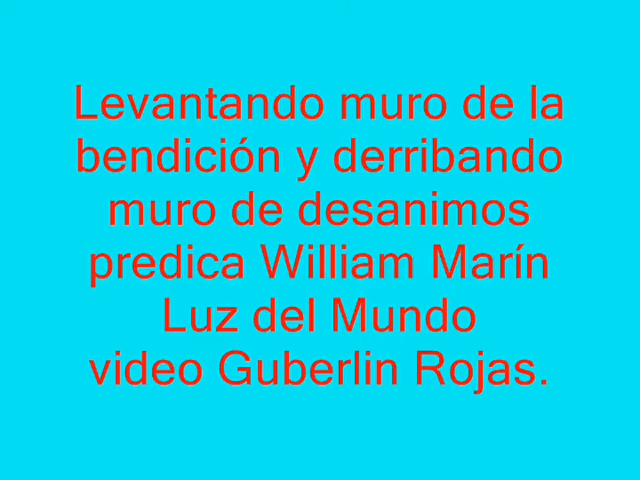 Levantando muro de la
bendición y derribando
muro de desanimos
predica William Marín
Luz del Mundo
video Guberlin Rojas.